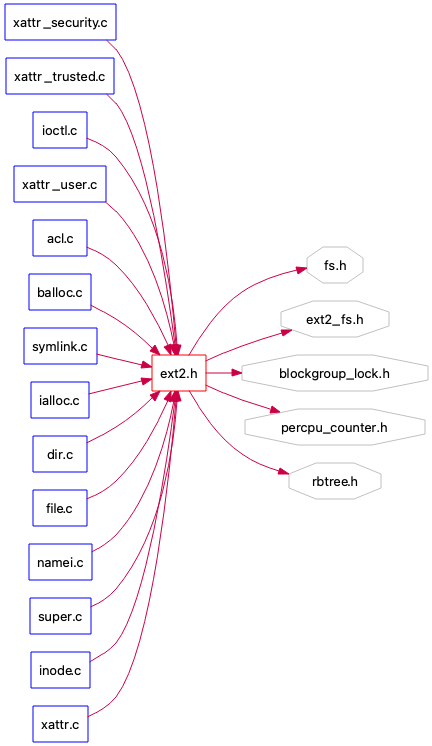 xattr_security.c
xattr_trusted.c
ioctl.c
xattr_user.c
acl.c
balloc.c
symlink.c
ialloc.c
dir.c
file.c
namei.c
super.c
inode.c
xattr.c
ext2.h
fs.h
ext2_fs.h
blockgroup_lock.h
percpu_counter.h
rbtree.h